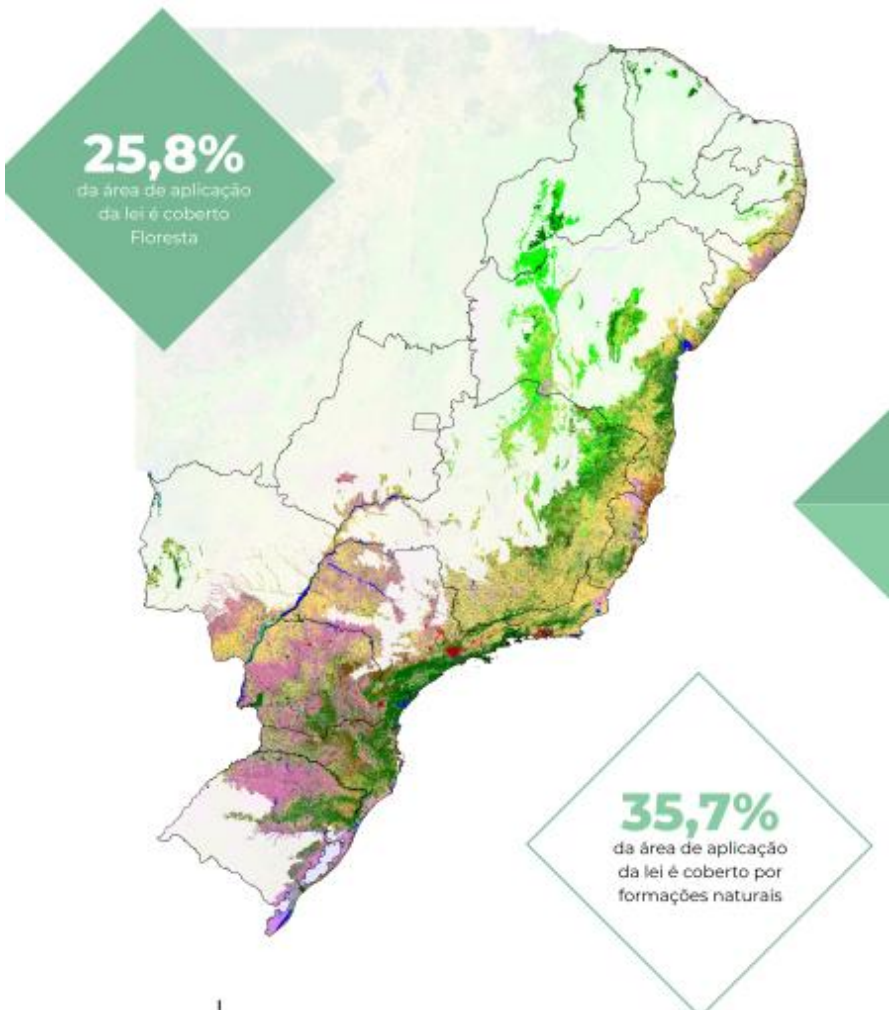 25,8%
da área de aplicação
da lei é coberto
Floresta
35,7%
da área de aplicação
da lei é coberto por
formações naturais